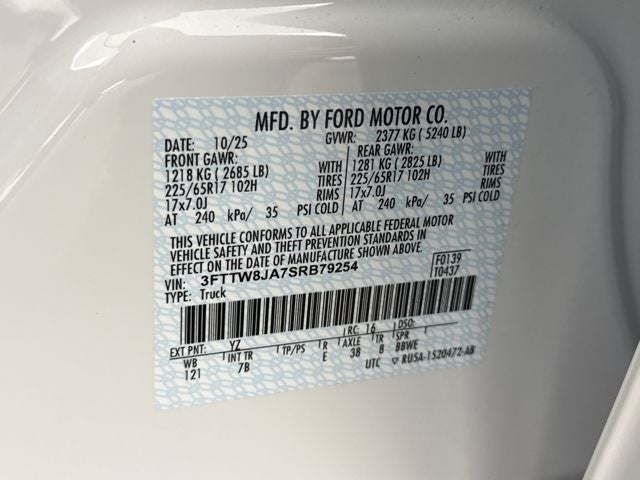 MFD. BY FORD MOTOR CO.
DATE: 10/25 GVWR: 2377 KG ( 5240 LB)
FRONT GAWR: REAR GAWR:
1218 KG ( 2685 LB) WITH 1281 KG ( 2825 LB) WITH
225/65R17 102H TIRES 225/65R17 102H TIRES
17x7.0J RIMS 17x7.0J RIMS
AT 240 kPa/ 35 PSI COLD AT 240 kPa/ 35 PSI COLD
THIS VEHICLE CONFORMS TO ALL APPLICABLE FEDERAL MOTOR
VEHICLE SAFETY AND THEFT PREVENTION STANDARDS IN
EFFECT ON THE DATE OF MANUFACTURE SHOWN ABOVE.
VIN: 3FTTW8JA7SRB79254 F0139
TYPE: Truck T0437
EXT PNT: YZ RC: 16 DSO:
WB INT TR TP/PS R AXLE TR SPR
121 7B E 38 8 BBWE
UTC ▽ RU5A-1520472-AB